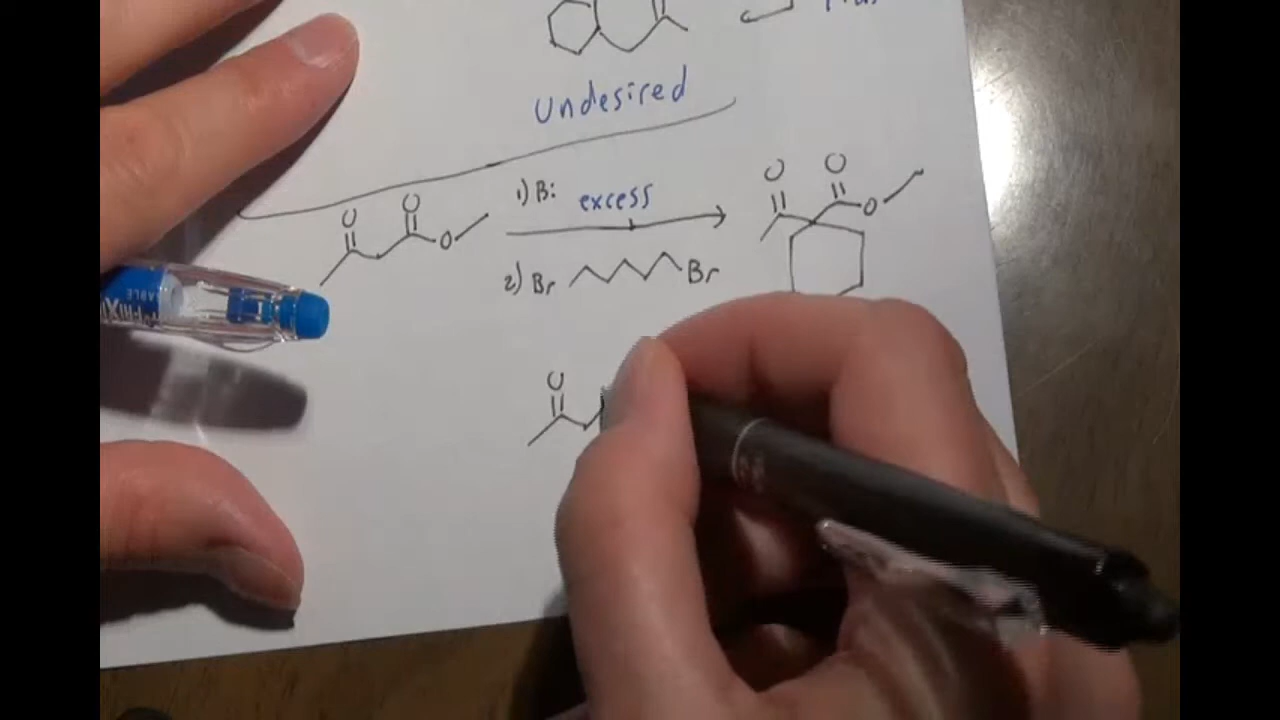 Undesired
O O 1) B: excess O O
O O
2) Br Br
O